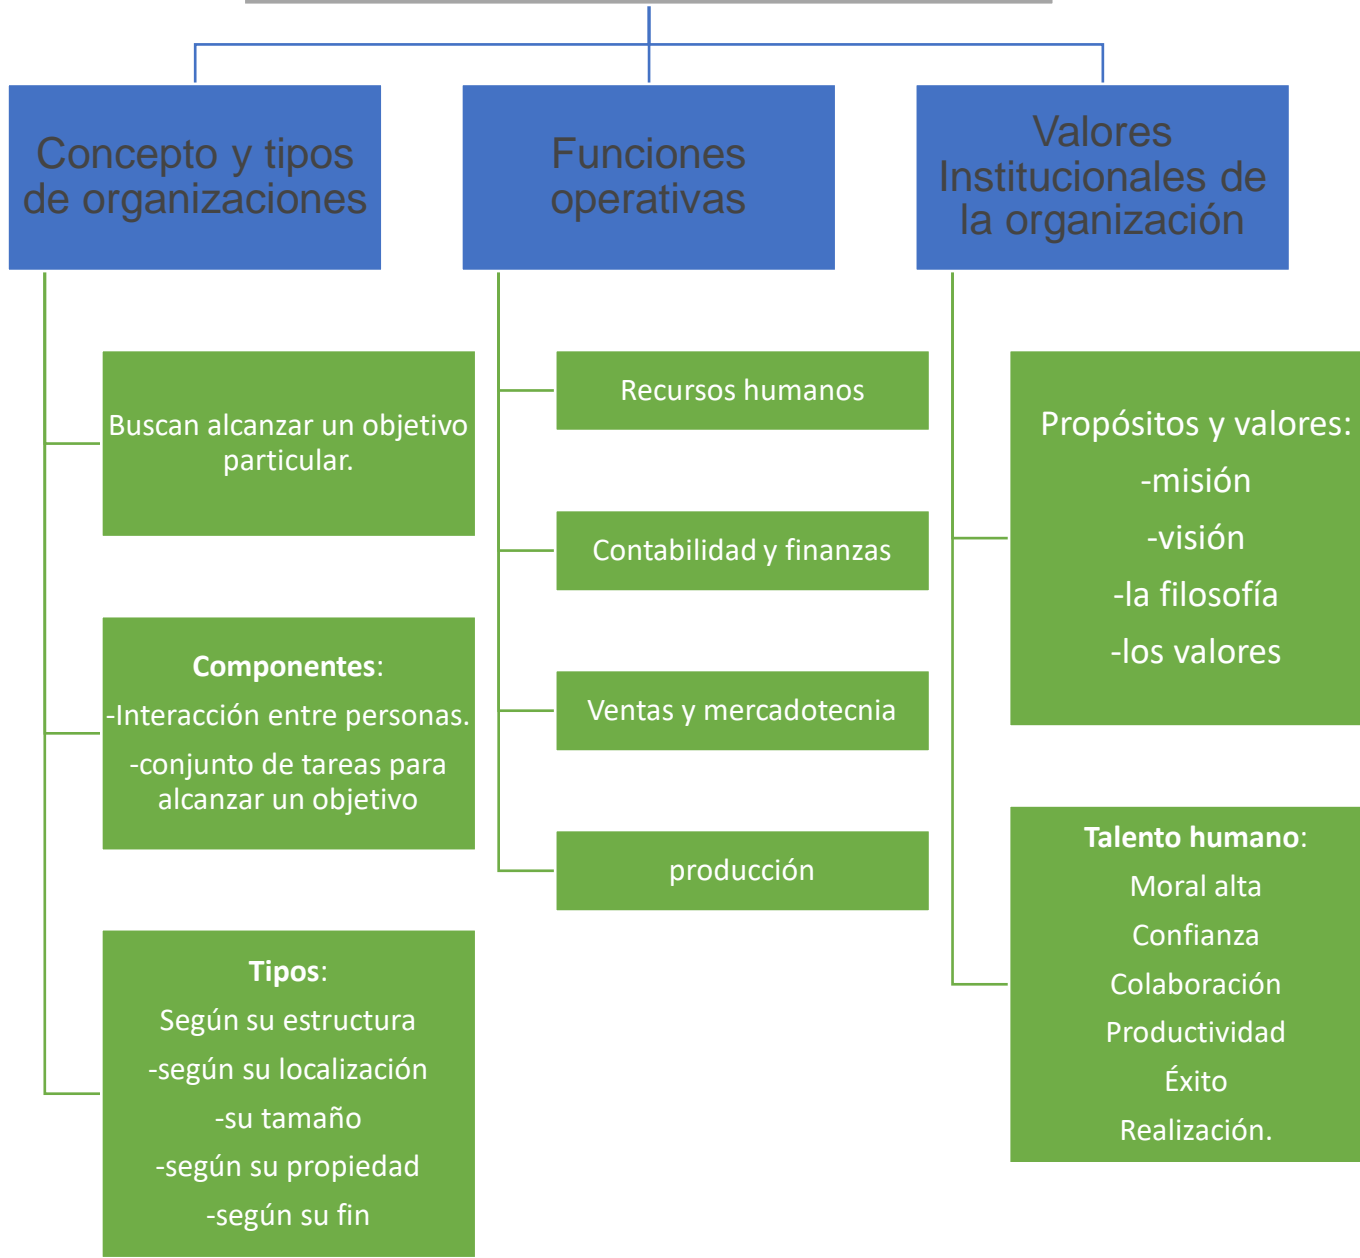 Concepto y tipos
de organizaciones
Buscan alcanzar un objetivo
particular.
Componentes:
-Interacción entre personas.
-conjunto de tareas para
alcanzar un objetivo
Tipos:
Según su estructura
-según su localización
-su tamaño
-según su propiedad
-según su fin
Funciones
operativas
Recursos humanos
Contabilidad y finanzas
Ventas y mercadotecnia
producción
Valores
Institucionales de
la organización
Propósitos y valores:
-misión
-visión
-la filosofía
-los valores
Talento humano:
Moral alta
Confianza
Colaboración
Productividad
Éxito
Realización.